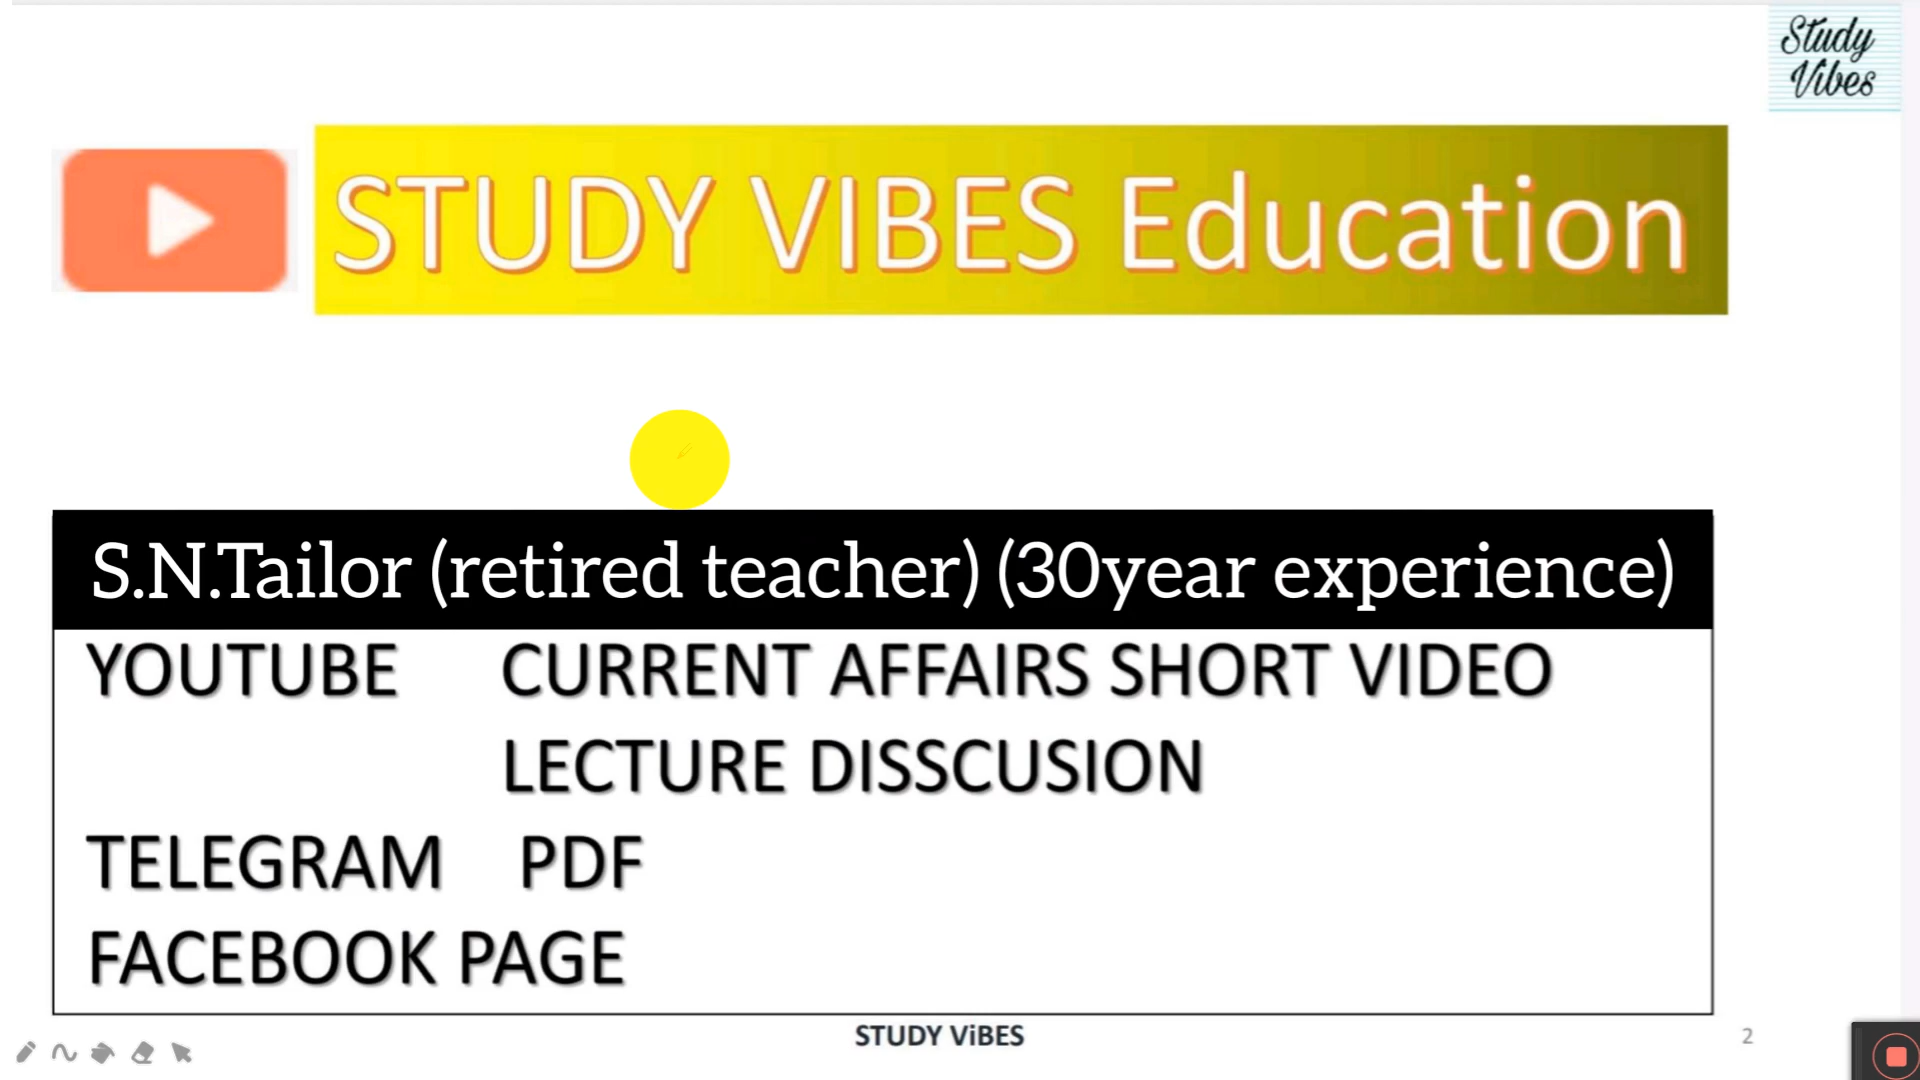 Study
Vibes
STUDY VIBES Education
S.N.Tailor (retired teacher) (30year experience)
YOUTUBE CURRENT AFFAIRS SHORT VIDEO
LECTURE DISSCUSION
TELEGRAM PDF
FACEBOOK PAGE
STUDY ViBES
2